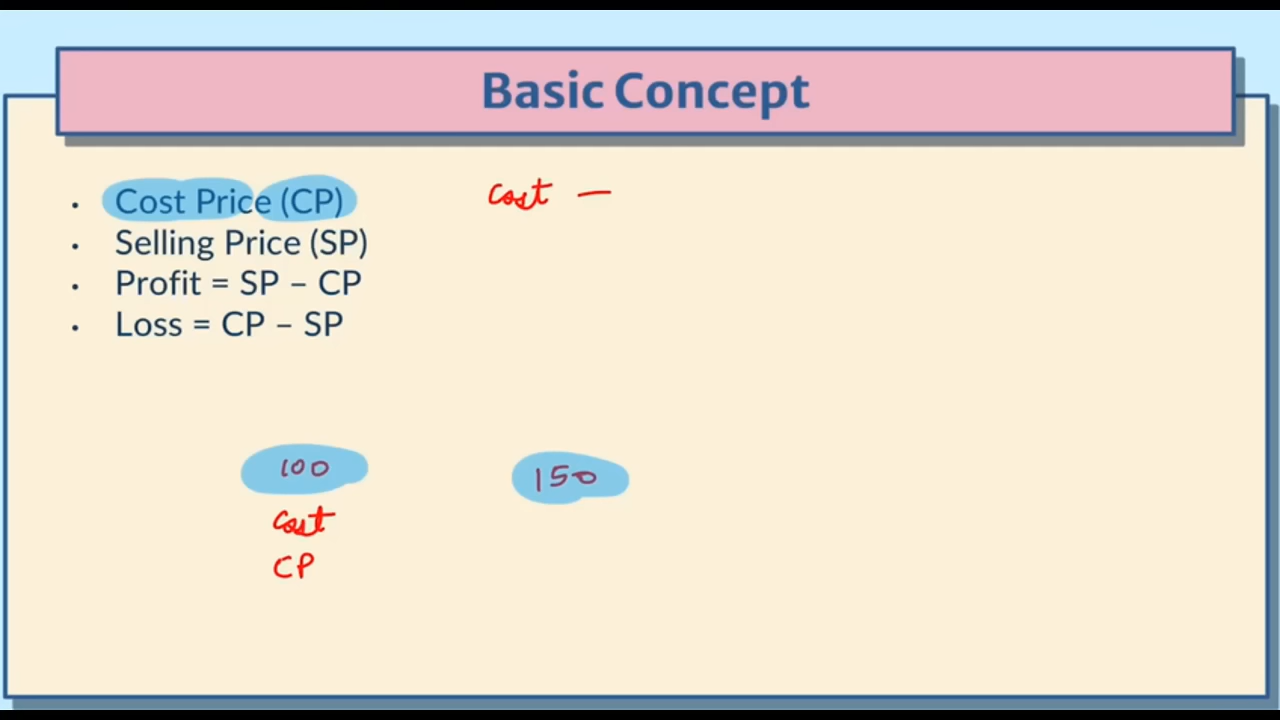 Basic Concept
• Cost Price (CP)
cost —
• Selling Price (SP)
• Profit = SP – CP
• Loss = CP – SP
100
150
cost
CP